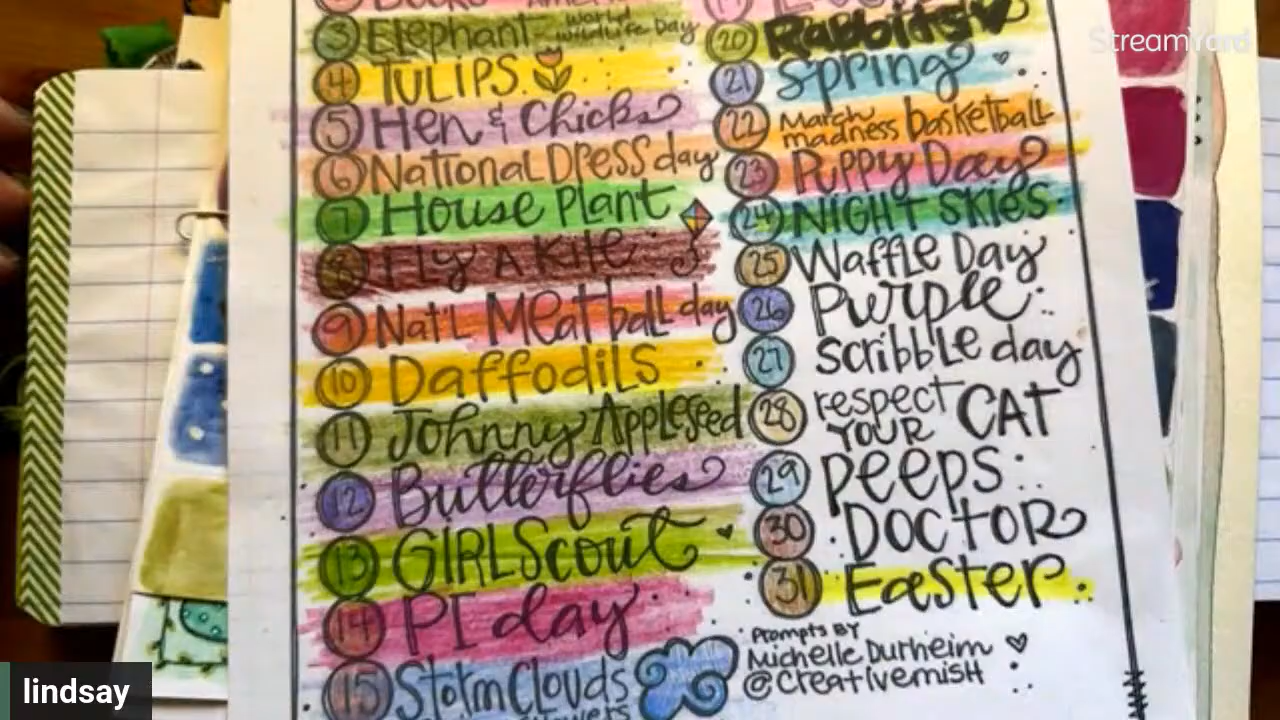 Books
3 Elephant world wildlife Day
4 TULIPS
5 Hen & Chicks
6 National Dress day
7 House Plant
8 Fly A Kite
9 Nat'l Meatball day
10 Daffodils
11 Johnny Appleseed
12 Butterflies
13 GIRL Scout
14 PI day
15 Storm Clouds
20 Rabbits
21 Spring
22 March madness basketball
23 Puppy Day
24 NIGHT SKIES
25 Waffle Day
26 Purple
27 Scribble day
28 respect YOUR CAT
29 Peeps
30 DOCTOR
31 Easter
Prompts BY
Michelle Durheim
@creativemish
StreamYard
lindsay